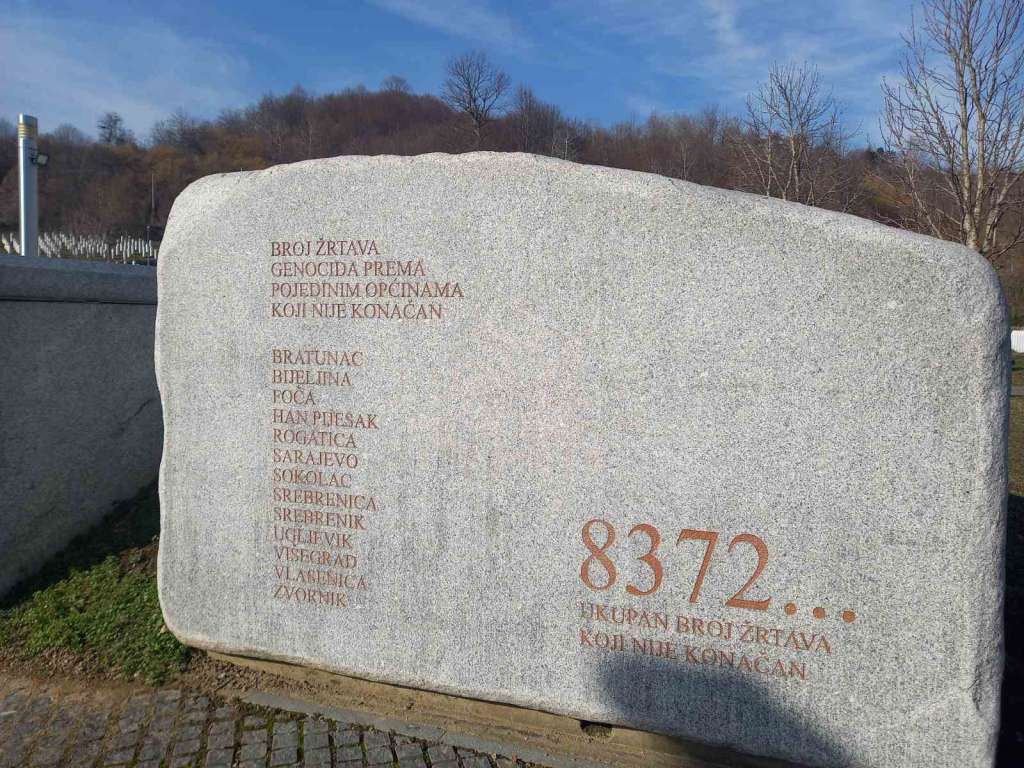 BROJ ŽRTAVA
GENOCIDA PREMA
POJEDINIM OPĆINAMA
KOJI NIJE KONAČAN
BRATUNAC
BIJELJINA
FOČA
HAN PIJESAK
ROGATICA
SARAJEVO
SOKOLAC
SREBRENICA
SREBRENIK
UGLJEVIK
VIŠEGRAD
VLASENICA
ZVORNIK
8372...
UKUPAN BROJ ŽRTAVA
KOJI NIJE KONAČAN